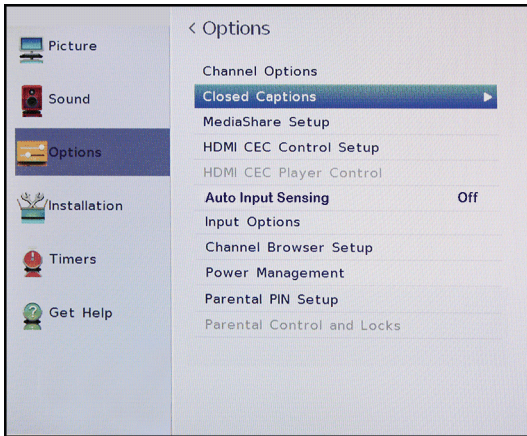 Picture
Sound
Options
Installation
Timers
Get Help
< Options
Channel Options
Closed Captions
MediaShare Setup
HDMI CEC Control Setup
HDMI CEC Player Control
Auto Input Sensing Off
Input Options
Channel Browser Setup
Power Management
Parental PIN Setup
Parental Control and Locks